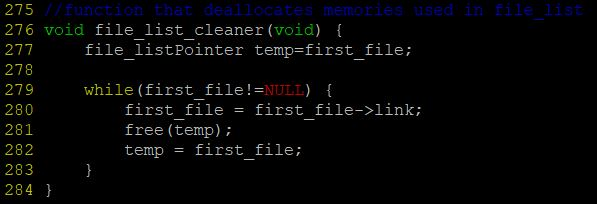 275 //function that deallocates memories used in file_list
276 void file_list_cleaner(void) {
277     file_listPointer temp=first_file;
278
279     while(first_file!=NULL) {
280         first_file = first_file->link;
281         free(temp);
282         temp = first_file;
283     }
284 }